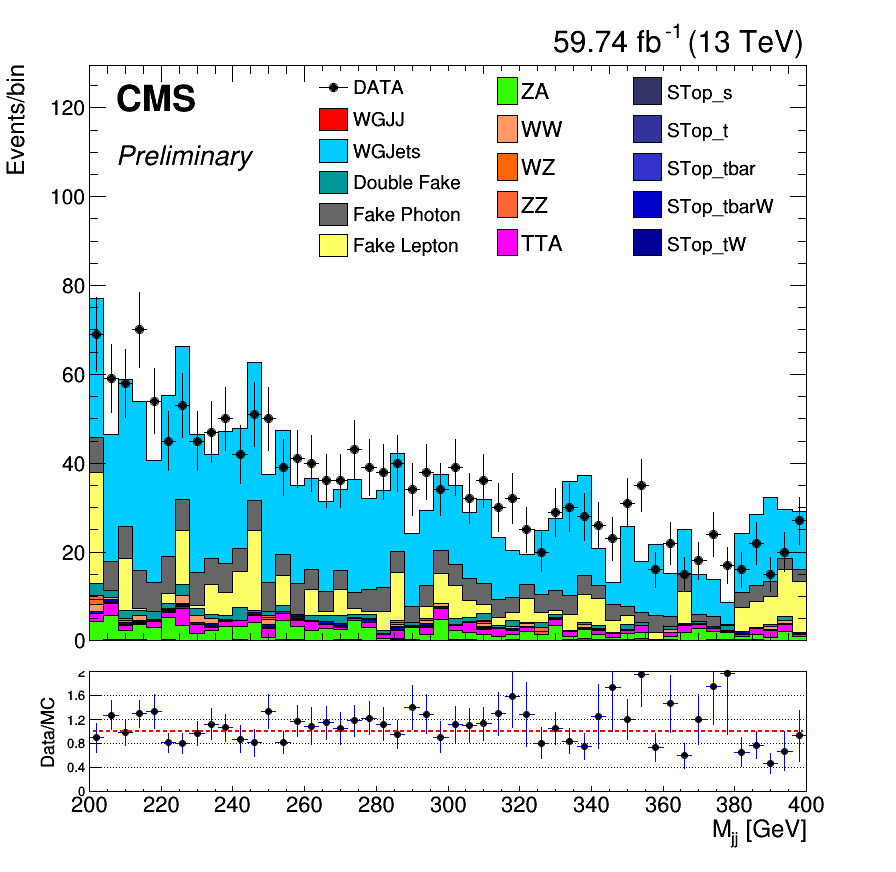 59.74 fb-1 (13 TeV)
Events/bin
CMS
Preliminary
DATA
WGJJ
WGJets
Double Fake
Fake Photon
Fake Lepton
ZA
WW
WZ
ZZ
TTA
STop_s
STop_t
STop_tbar
STop_tbarW
STop_tW
120
100
80
60
40
20
0
Data/MC
2
1.6
1.2
0.8
0.4
0
200 220 240 260 280 300 320 340 360 380 400
Mjj [GeV]